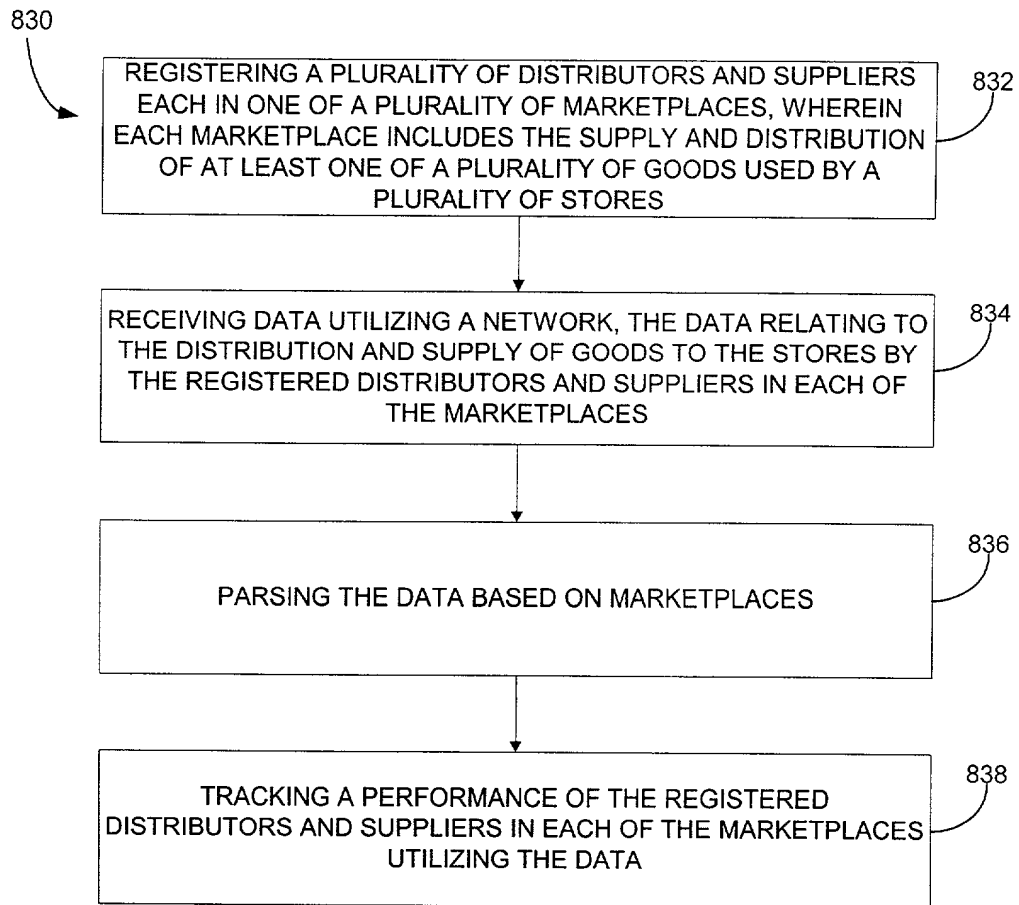 830
REGISTERING A PLURALITY OF DISTRIBUTORS AND SUPPLIERS
EACH IN ONE OF A PLURALITY OF MARKETPLACES, WHEREIN
EACH MARKETPLACE INCLUDES THE SUPPLY AND DISTRIBUTION
OF AT LEAST ONE OF A PLURALITY OF GOODS USED BY A
PLURALITY OF STORES
832
RECEIVING DATA UTILIZING A NETWORK, THE DATA RELATING TO
THE DISTRIBUTION AND SUPPLY OF GOODS TO THE STORES BY
THE REGISTERED DISTRIBUTORS AND SUPPLIERS IN EACH OF
THE MARKETPLACES
834
PARSING THE DATA BASED ON MARKETPLACES
836
TRACKING A PERFORMANCE OF THE REGISTERED
DISTRIBUTORS AND SUPPLIERS IN EACH OF THE MARKETPLACES
UTILIZING THE DATA
838